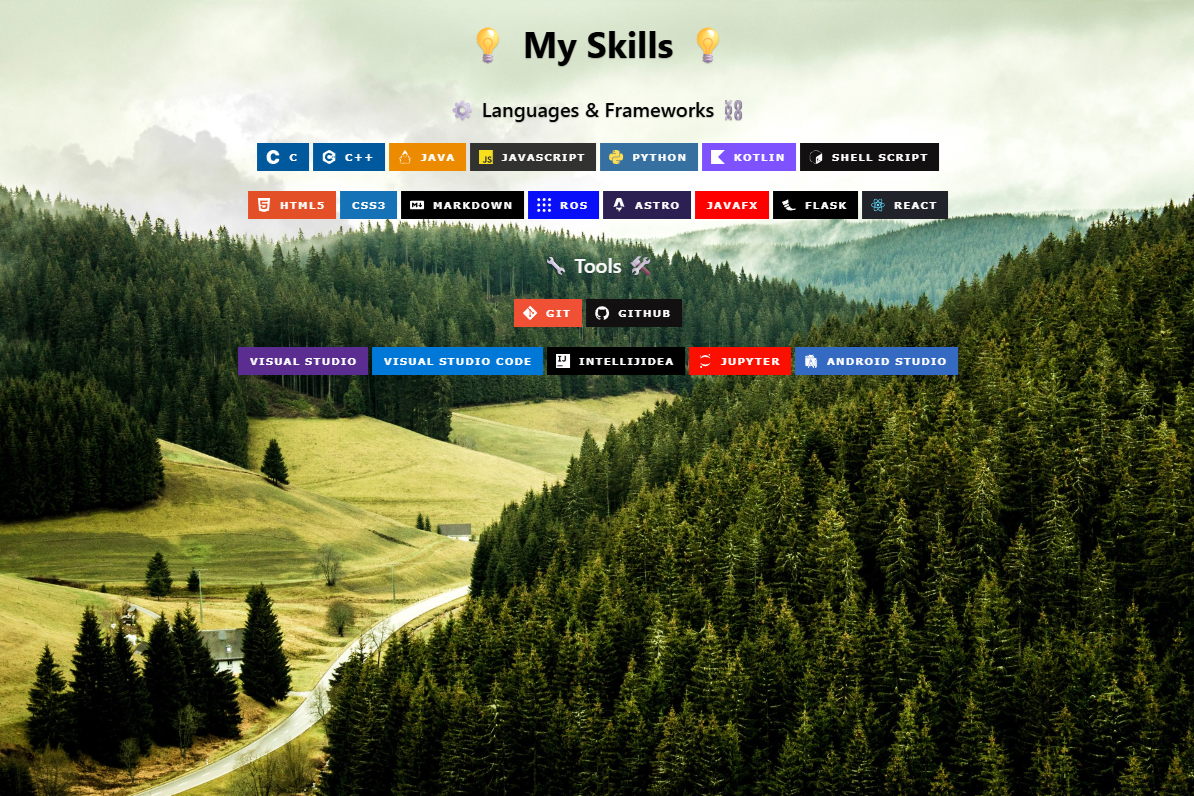 My Skills
Languages & Frameworks
C C++ JAVA JAVASCRIPT PYTHON KOTLIN SHELL SCRIPT
HTML5 CSS3 MARKDOWN ROS ASTRO JAVAFX FLASK REACT
Tools
GIT GITHUB
VISUAL STUDIO VISUAL STUDIO CODE INTELLIJIDEA JUPYTER ANDROID STUDIO